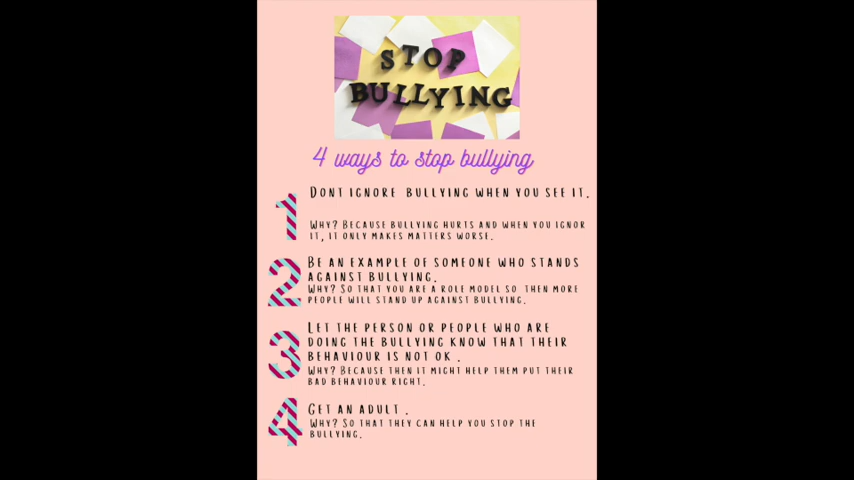 STOP
BULLYING
4 ways to stop bullying
1
DONT IGNORE BULLYING WHEN YOU SEE IT.
WHY? BECAUSE BULLYING HURTS AND WHEN YOU IGNOR
IT, IT ONLY MAKES MATTERS WORSE.
2
BE AN EXAMPLE OF SOMEONE WHO STANDS
AGAINST BULLYING.
WHY? SO THAT YOU ARE A ROLE MODEL SO THEN MORE
PEOPLE WILL STAND UP AGAINST BULLYING.
3
LET THE PERSON OR PEOPLE WHO ARE
DOING THE BULLYING KNOW THAT THEIR
BEHAVIOUR IS NOT OK .
WHY? BECAUSE THEN IT MIGHT HELP THEM PUT THEIR
BAD BEHAVIOUR RIGHT.
4
GET AN ADULT .
WHY? SO THAT THEY CAN HELP YOU STOP THE
BULLYING.